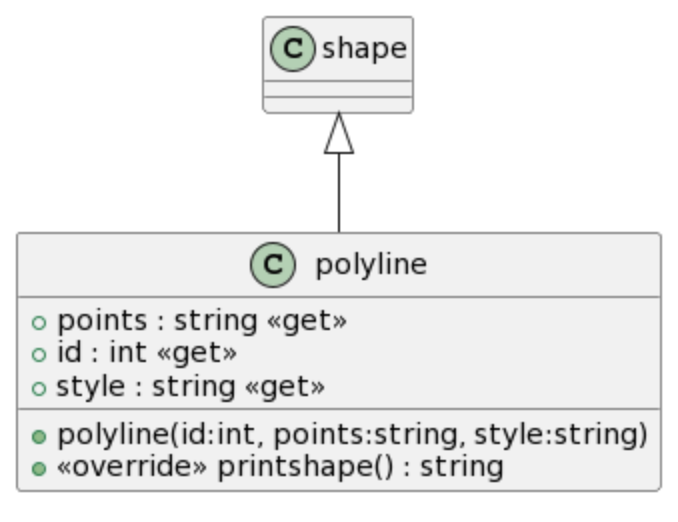 C shape
C polyline
points : string «get»
id : int «get»
style : string «get»
polyline(id:int, points:string, style:string)
«override» printshape() : string